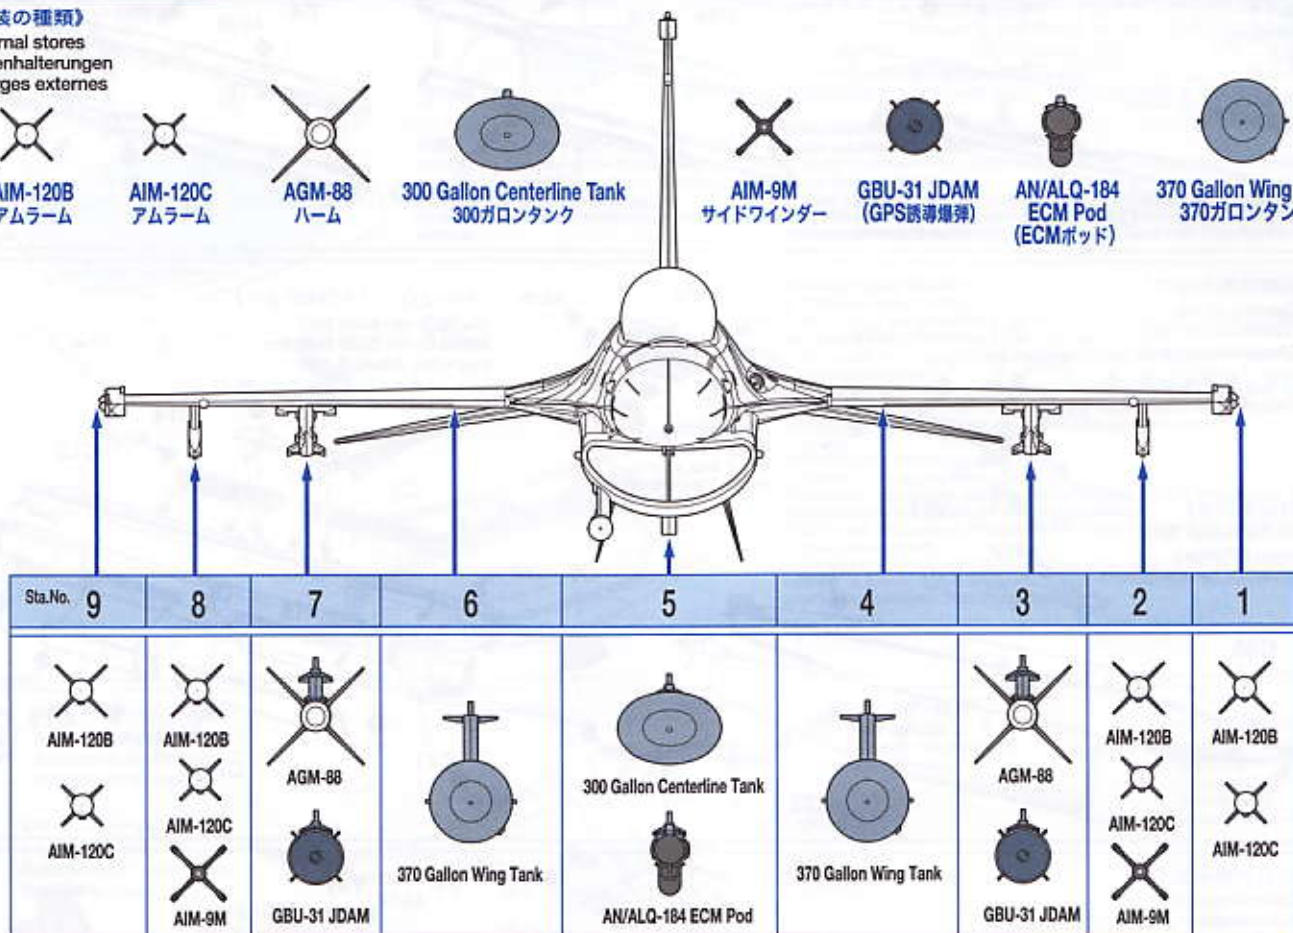 装の種類》
rnal stores
enhalterungen
rges externes
AIM-120B
アムラーム
AIM-120C
アムラーム
AGM-88
ハーム
300 Gallon Centerline Tank
300ガロンタンク
AIM-9M
サイドワインダー
GBU-31 JDAM
(GPS誘導爆弾)
AN/ALQ-184
ECM Pod
(ECMポッド)
370 Gallon Wing
370ガロンタン
Sta.No. 9 8 7 6 5 4 3 2 1
AIM-120B
AIM-120C
AIM-120B
AIM-120C
AIM-9M
AGM-88
GBU-31 JDAM
370 Gallon Wing Tank
300 Gallon Centerline Tank
AN/ALQ-184 ECM Pod
370 Gallon Wing Tank
AGM-88
GBU-31 JDAM
AIM-120B
AIM-120C
AIM-9M
AIM-120B
AIM-120C